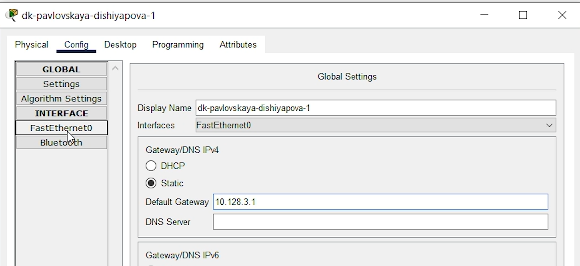 dk-pavlovskaya-dishiyapova-1
Physical Config Desktop Programming Attributes
GLOBAL
Settings
Algorithm Settings
INTERFACE
FastEthernet0
Bluetooth
Global Settings
Display Name dk-pavlovskaya-dishiyapova-1
Interfaces FastEthernet0
Gateway/DNS IPv4
DHCP
Static
Default Gateway 10.128.3.1
DNS Server
Gateway/DNS IPv6